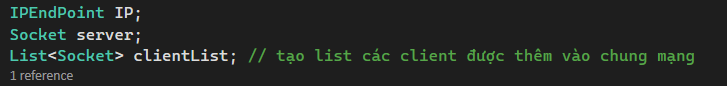 IPEndPoint IP;
Socket server;
List<Socket> clientList; // tạo list các client được thêm vào chung mạng
1 reference